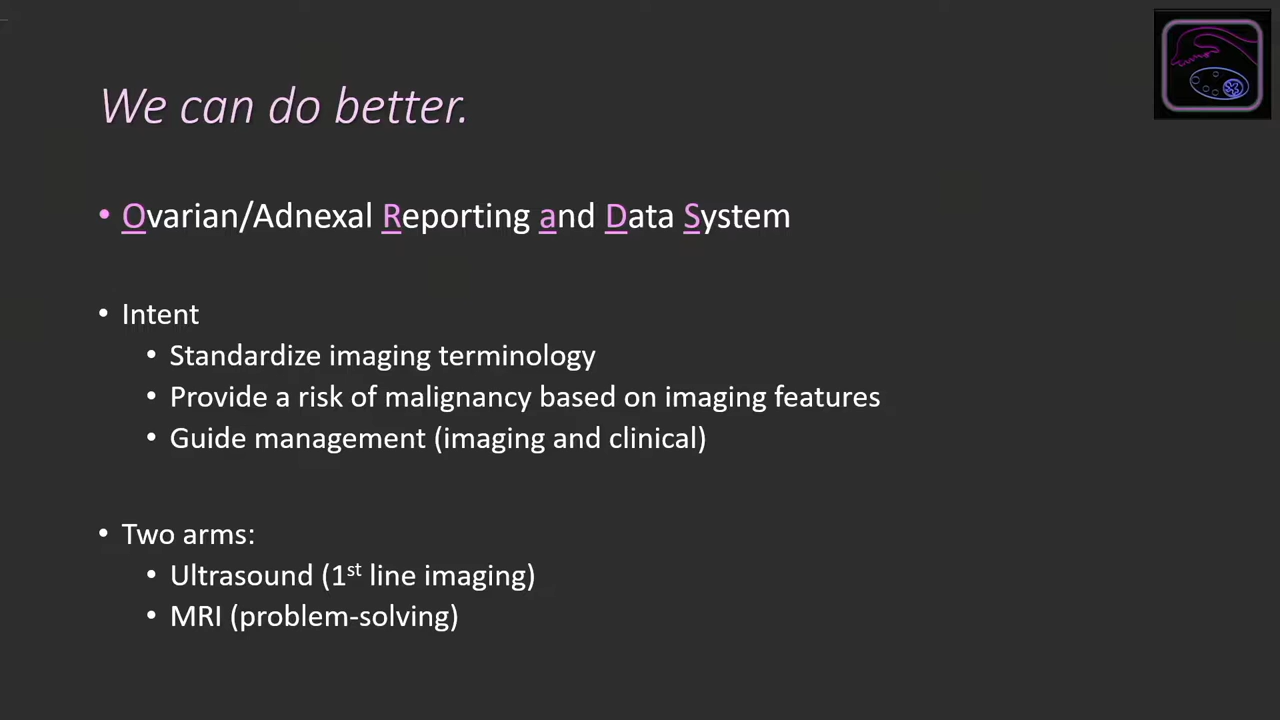 We can do better.
• Ovarian/Adnexal Reporting and Data System
• Intent
• Standardize imaging terminology
• Provide a risk of malignancy based on imaging features
• Guide management (imaging and clinical)
• Two arms:
• Ultrasound (1st line imaging)
• MRI (problem-solving)